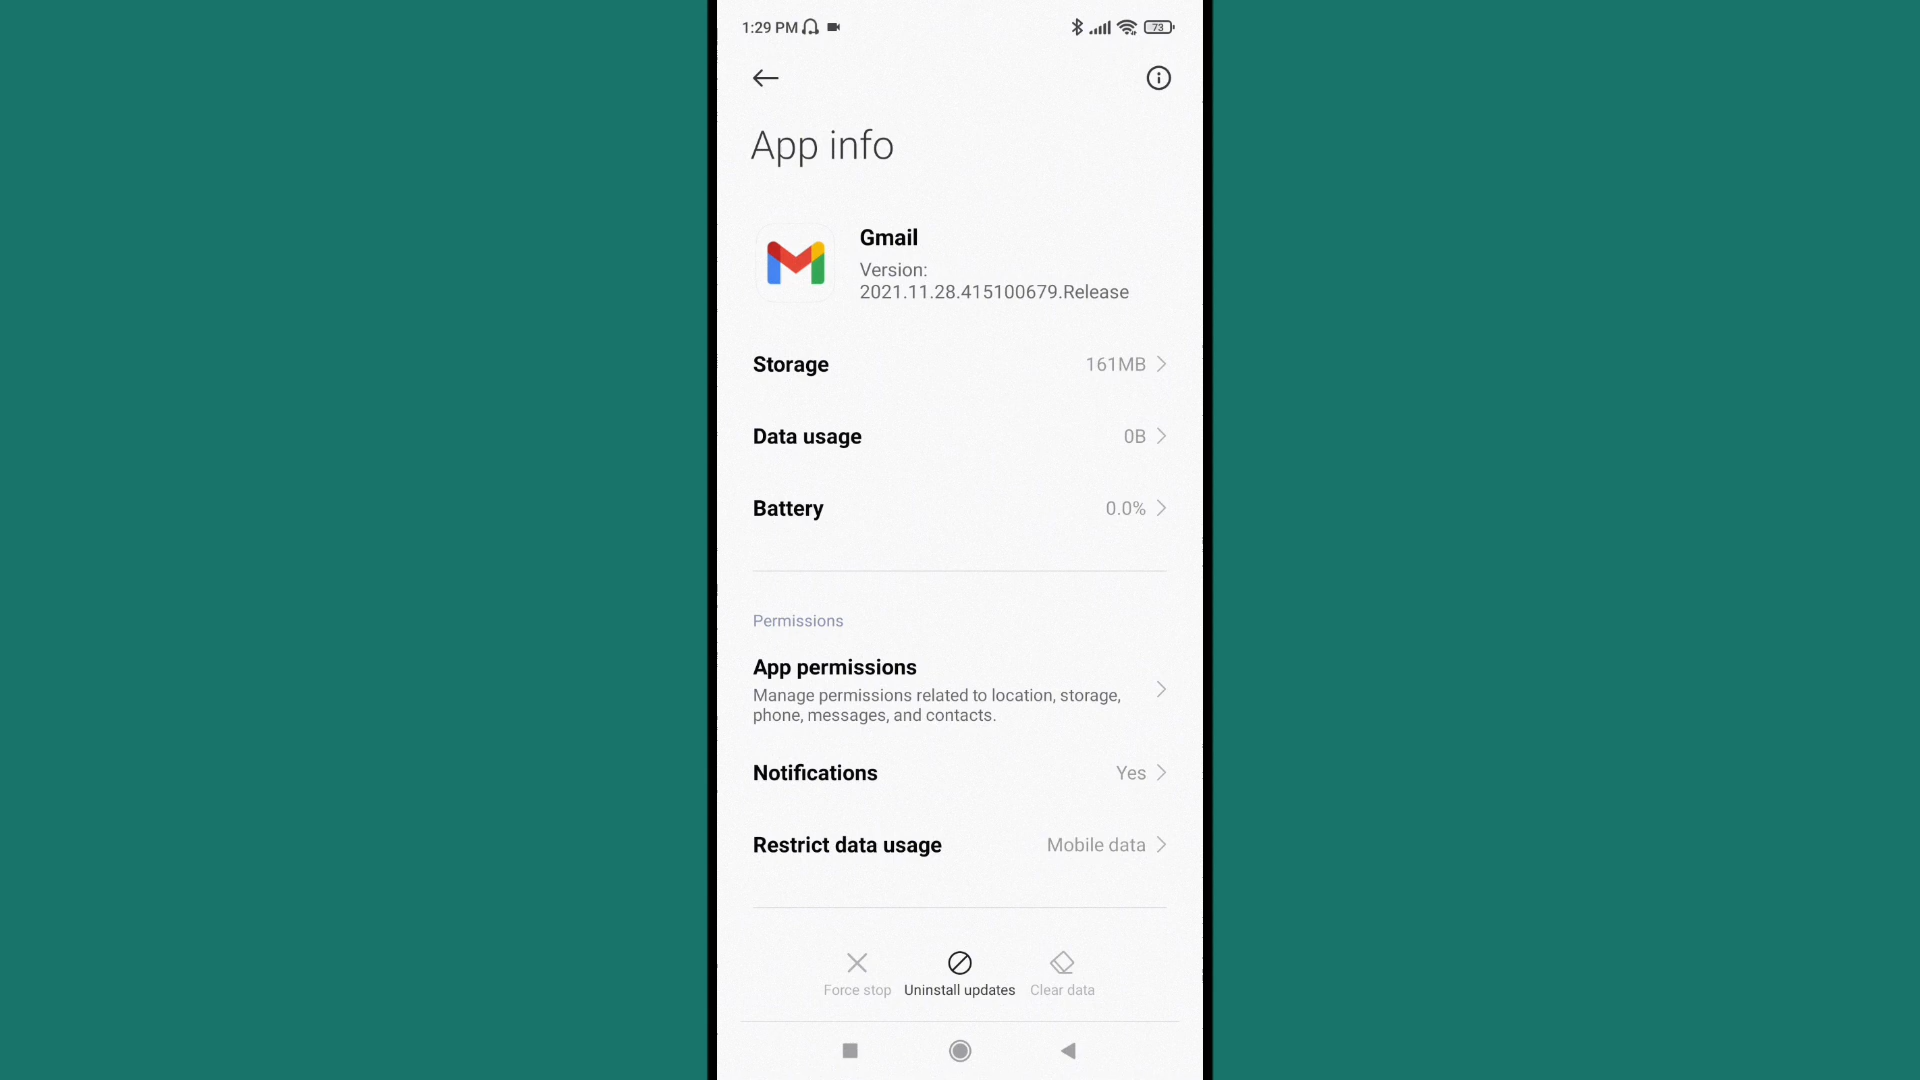 1:29 PM
73
App info
Gmail
Version:
2021.11.28.415100679.Release
Storage 161MB
Data usage 0B
Battery 0.0%
Permissions
App permissions
Manage permissions related to location, storage,
phone, messages, and contacts.
Notifications Yes
Restrict data usage Mobile data
Force stop Uninstall updates Clear data